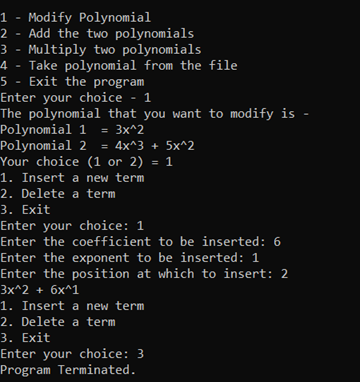 1 - Modify Polynomial
2 - Add the two polynomials
3 - Multiply two polynomials
4 - Take polynomial from the file
5 - Exit the program
Enter your choice - 1
The polynomial that you want to modify is -
Polynomial 1  = 3x^2
Polynomial 2  = 4x^3 + 5x^2
Your choice (1 or 2) = 1
1. Insert a new term
2. Delete a term
3. Exit
Enter your choice: 1
Enter the coefficient to be inserted: 6
Enter the exponent to be inserted: 1
Enter the position at which to insert: 2
3x^2 + 6x^1
1. Insert a new term
2. Delete a term
3. Exit
Enter your choice: 3
Program Terminated.